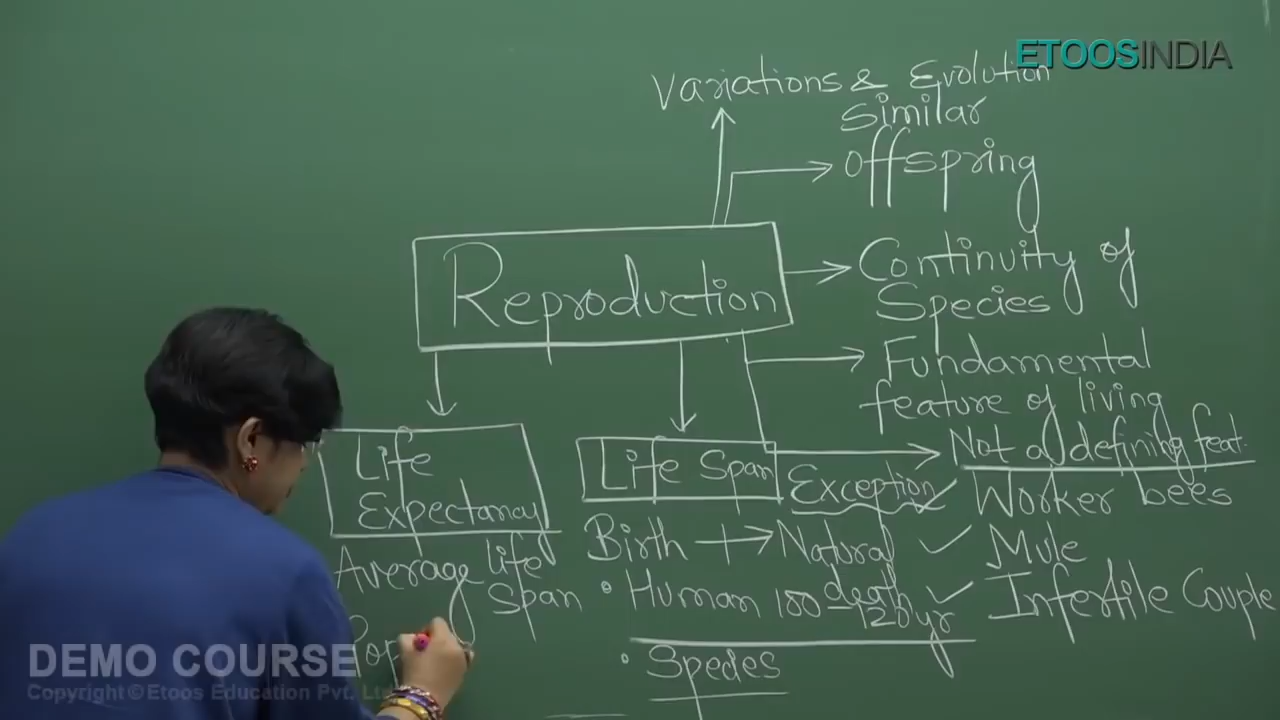 ETOOSINDIA
Variations & Evolution
Similar
Offspring
Reproduction
Continuity of
Species
Fundamental
feature of living
Not a defining feat.
Life
Expectancy
Life Span
Exception
Worker bees
Mule
Infertile Couple
Birth → Natural
death
• Human 100-120yr
• Species
Average life
Span
Pop
DEMO COURSE
Copyright © Etoos Education Pvt. Lt